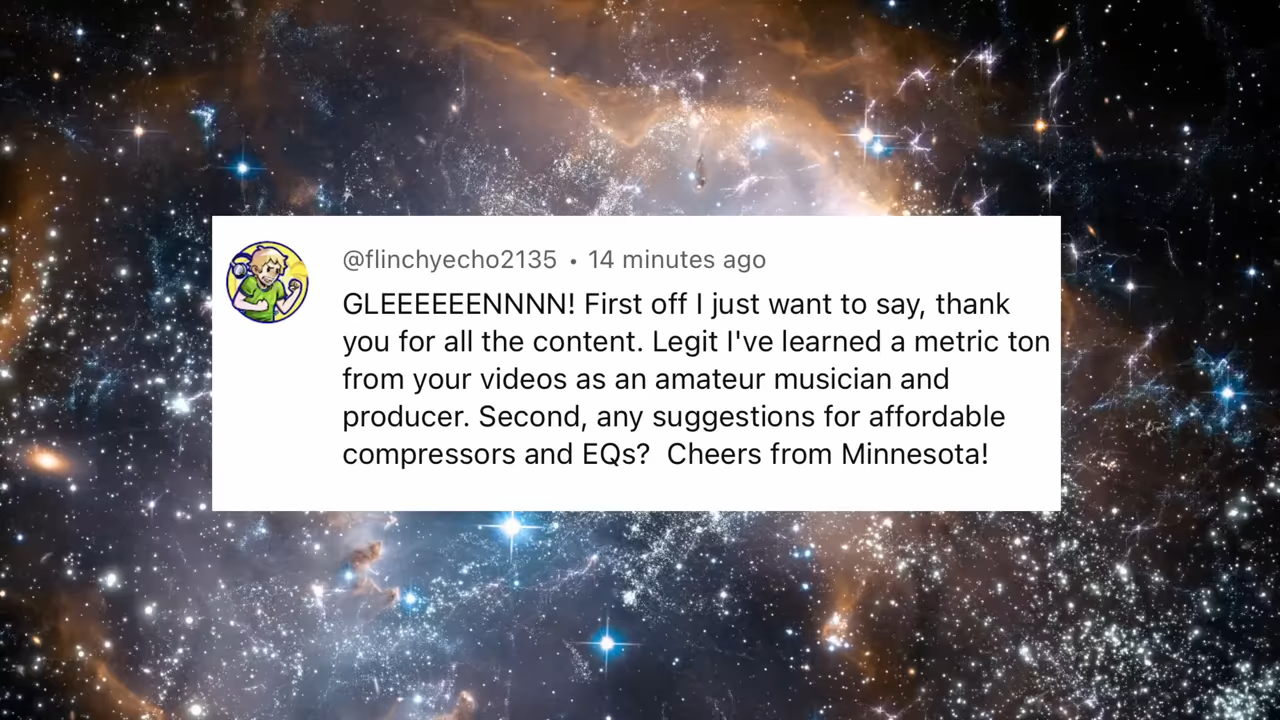 @flinchyecho2135 • 14 minutes ago
GLEEEEEENNNN! First off I just want to say, thank
you for all the content. Legit I've learned a metric ton
from your videos as an amateur musician and
producer. Second, any suggestions for affordable
compressors and EQs?  Cheers from Minnesota!